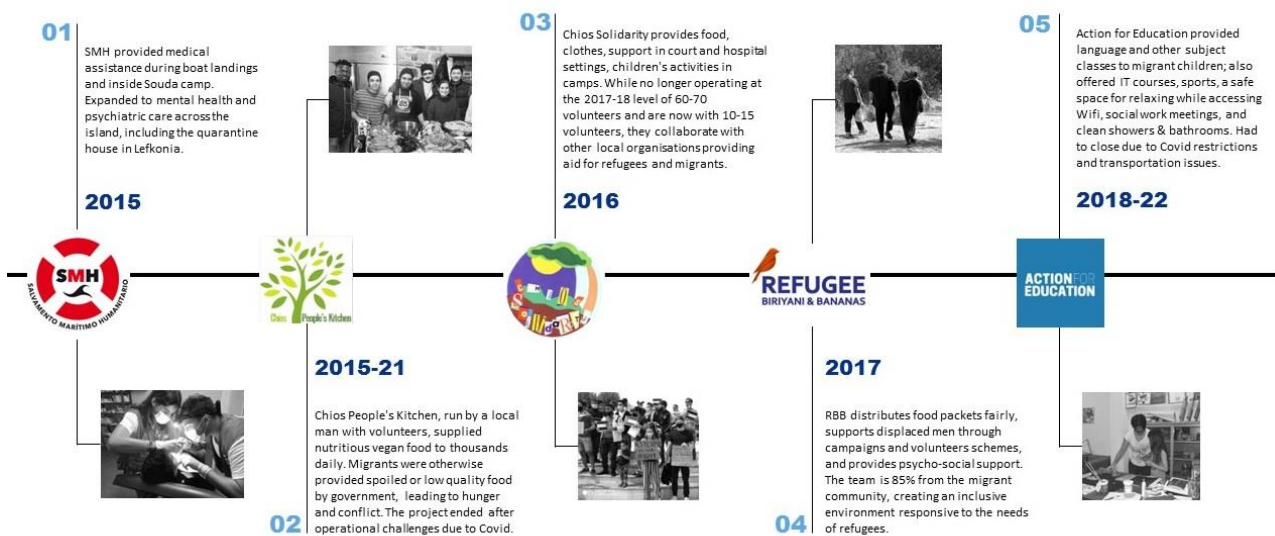 01
SMH provided medical
assistance during boat landings
and inside Souda camp.
Expanded to mental health and
psychiatric care across the
island, including the quarantine
house in Lefkonia.
2015
SMH
SALVAMENTO MARÍTIMO HUMANITARIO
Chios People's Kitchen
2015-21
Chios People's Kitchen, run by a local
man with volunteers, supplied
nutritious vegan food to thousands
daily. Migrants were otherwise
provided spoiled or low quality food
by government, leading to hunger
and conflict. The project ended after
operational challenges due to Covid.
02
03
Chios Solidarity provides food,
clothes, support in court and hospital
settings, children's activities in
camps. While no longer operating at
the 2017-18 level of 60-70
volunteers and are now with 10-15
volunteers, they collaborate with
other local organisations providing
aid for refugees and migrants.
2016
REFUGEE
BIRIYANI & BANANAS
2017
RBB distributes food packets fairly,
supports displaced men through
campaigns and volunteers schemes,
and provides psycho-social support.
The team is 85% from the migrant
community, creating an inclusive
environment responsive to the needs
of refugees.
04
05
Action for Education provided
language and other subject
classes to migrant children; also
offered IT courses, sports, a safe
space for relaxing while accessing
Wifi, social work meetings, and
clean showers & bathrooms. Had
to close due to Covid restrictions
and transportation issues.
2018-22
ACTION FOR
EDUCATION